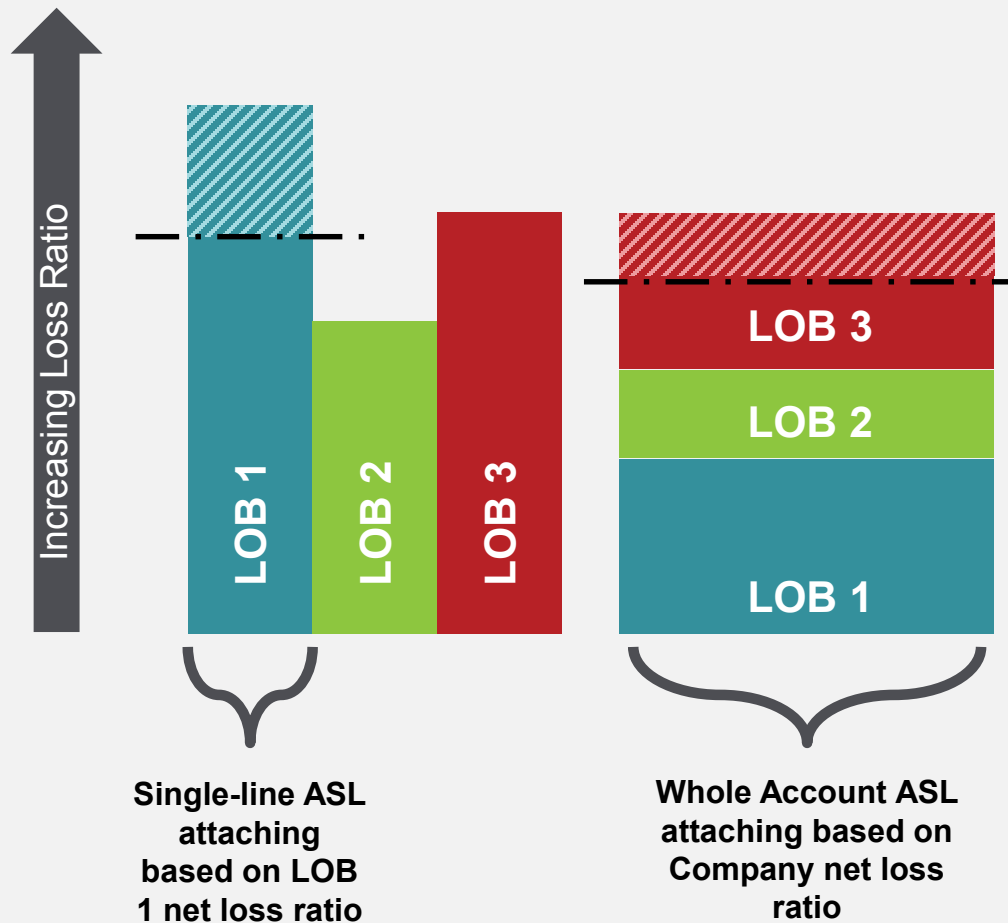 Increasing Loss Ratio
LOB 1
LOB 2
LOB 3
LOB 3
LOB 2
LOB 1
Single-line ASL
attaching
based on LOB
1 net loss ratio
Whole Account ASL
attaching based on
Company net loss
ratio